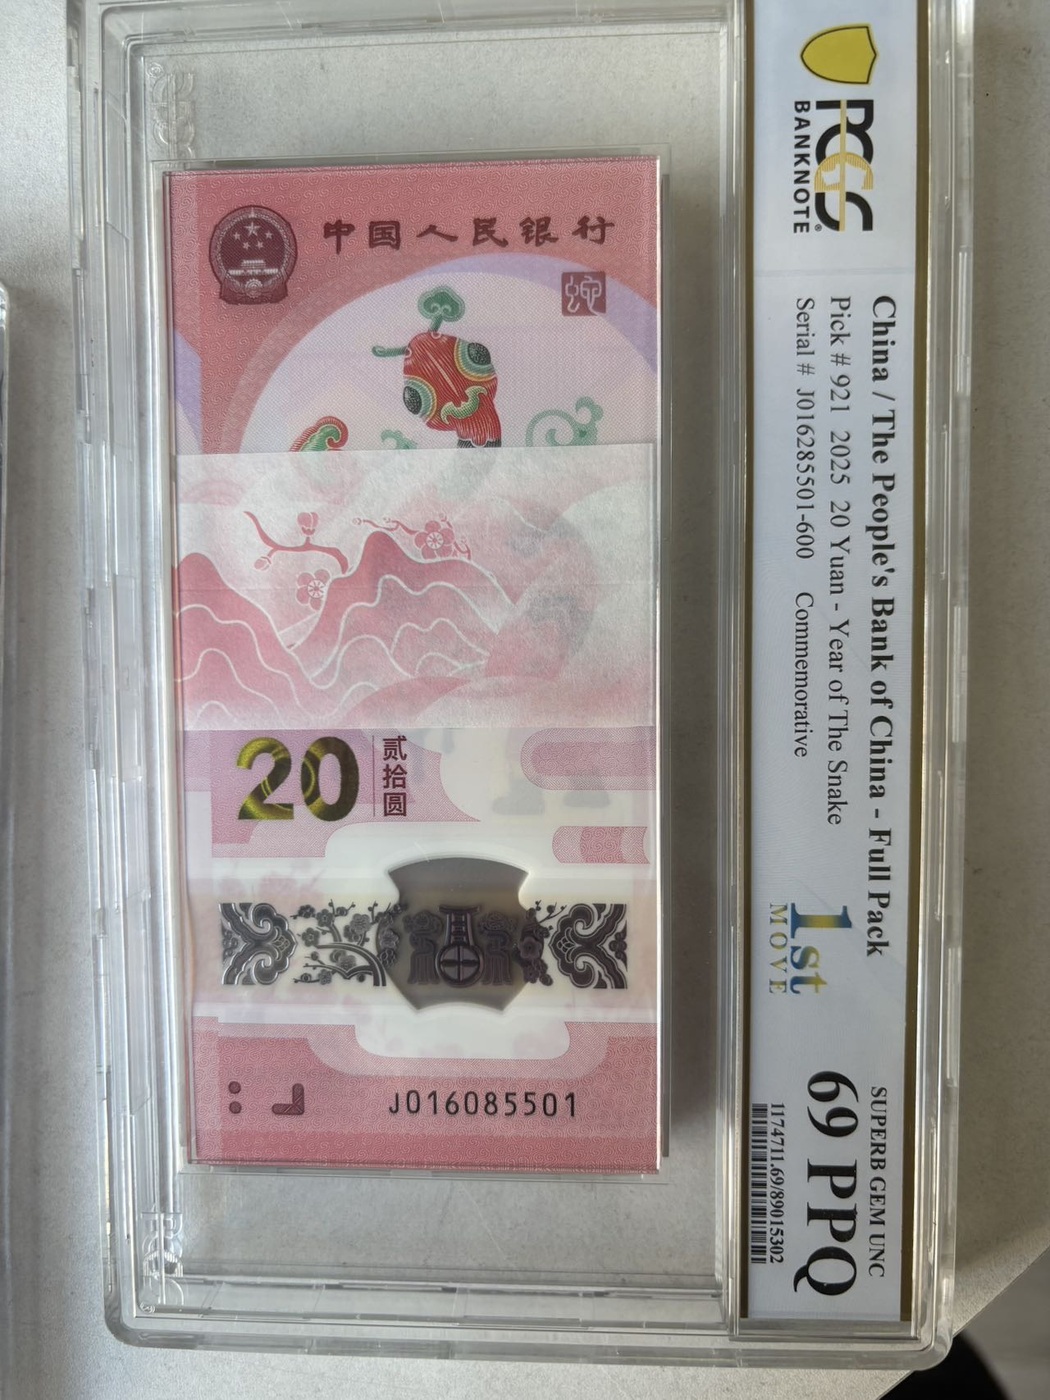 PCGS
BANKNOTE
China / The People's Bank of China - Full Pack
Pick # 921 2025 20 Yuan - Year of The Snake
Serial # J016285501-600 Commemorative
1st
MOVE
SUPERB GEM UNC
69 PPQ
1174711.69/89015302
中国人民银行
蛇
20
贰拾圆
J016085501